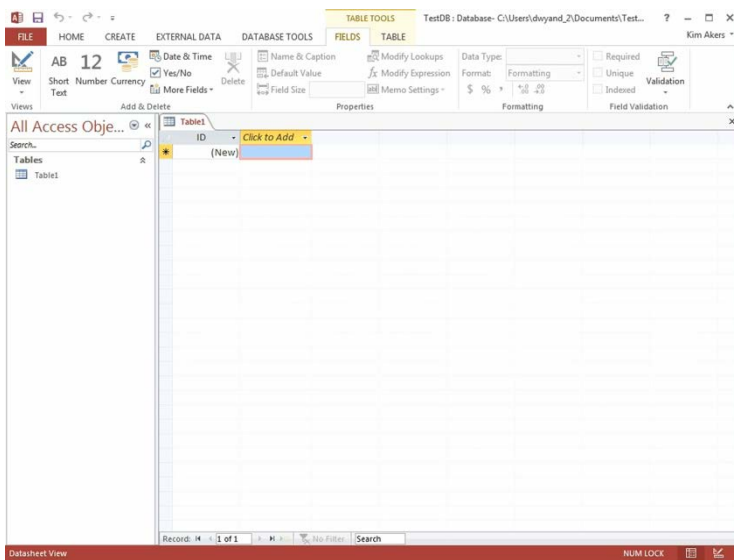 TABLE TOOLS TestDB : Database- C:\Users\dwyand_2\Documents\Test... ?
Kim Akers
FILE HOME CREATE EXTERNAL DATA DATABASE TOOLS FIELDS TABLE
View
Views
AB Short Text
12 Number
Currency
Date & Time
Yes/No
More Fields
Delete
Add & Delete
Name & Caption
Default Value
Field Size
Modify Lookups
fx Modify Expression
ab Memo Settings
Properties
Data Type:
Format: Formatting
$ % , .00 .00
Formatting
Required
Unique
Indexed
Validation
Field Validation
All Access Obje... «
Search...
Tables
Table1
Table1
ID Click to Add
(New)
Record: 1 of 1 No Filter Search
Datasheet View NUM LOCK